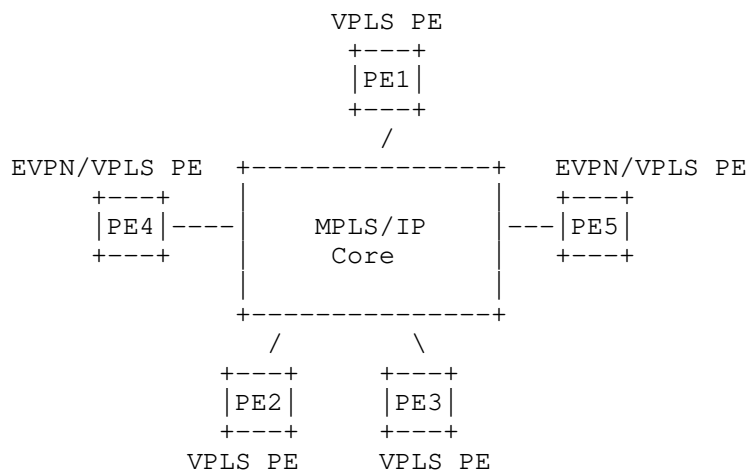 VPLS PE
+---+
|PE1|
+---+
/
EVPN/VPLS PE +---------------+ EVPN/VPLS PE
+---+ | | +---+
|PE4|----| MPLS/IP |---|PE5|
+---+ | Core | +---+
| |
+---------------+
/ \
+---+ +---+
|PE2| |PE3|
+---+ +---+
VPLS PE VPLS PE